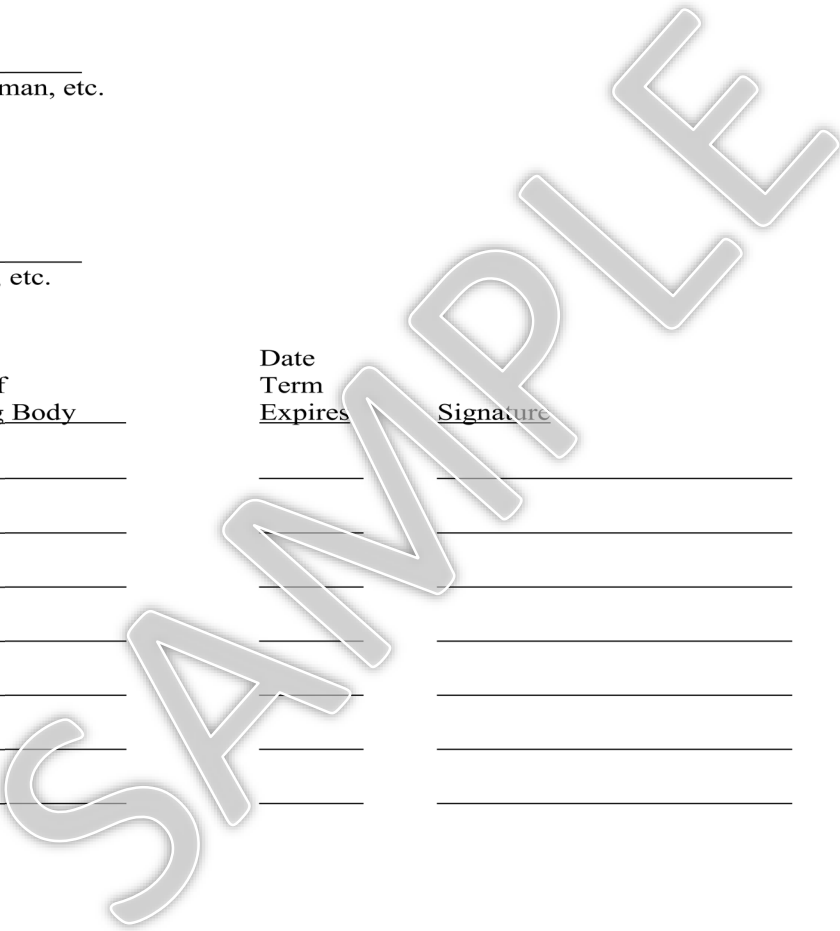 man, etc.
, etc.
Date
f Term
g Body Expires Signature
SAMPLE